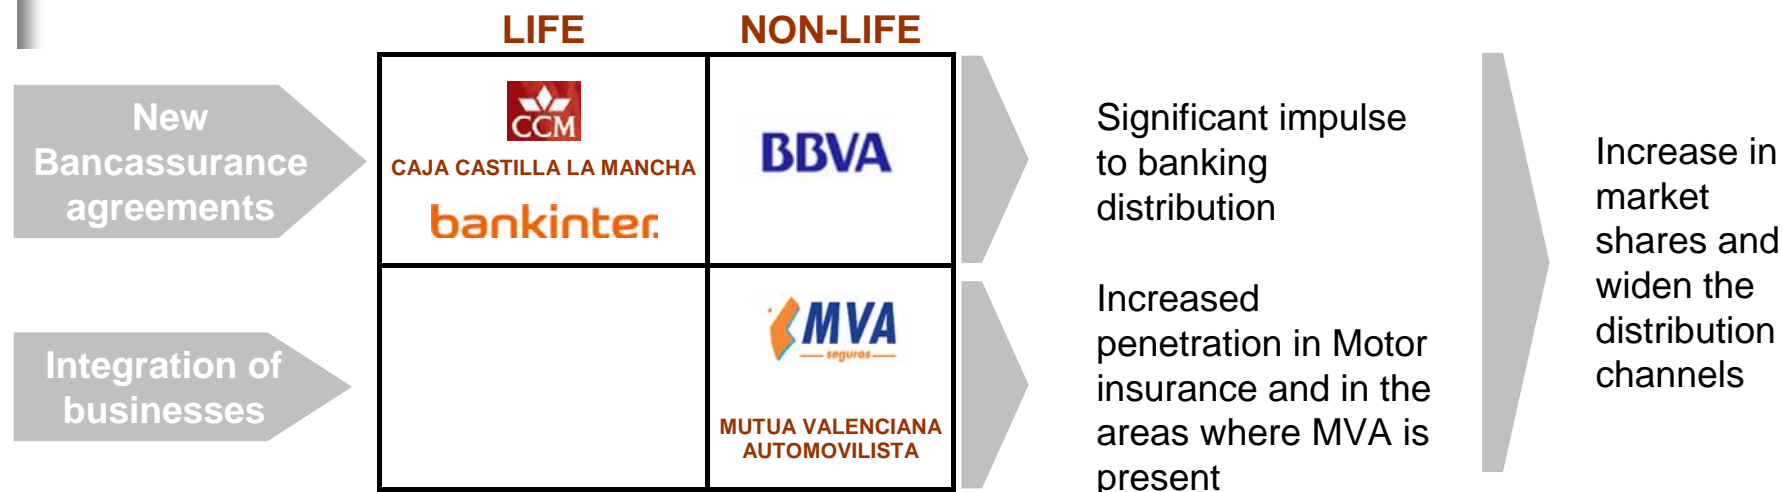 LIFE
NON-LIFE
New
Bancassurance
agreements
CCM
CAJA CASTILLA LA MANCHA
bankinter.
BBVA
Significant impulse
to banking
distribution
Integration of
businesses
MVA
seguros
MUTUA VALENCIANA
AUTOMOVILISTA
Increased
penetration in Motor
insurance and in the
areas where MVA is
present
Increase in
market
shares and
widen the
distribution
channels